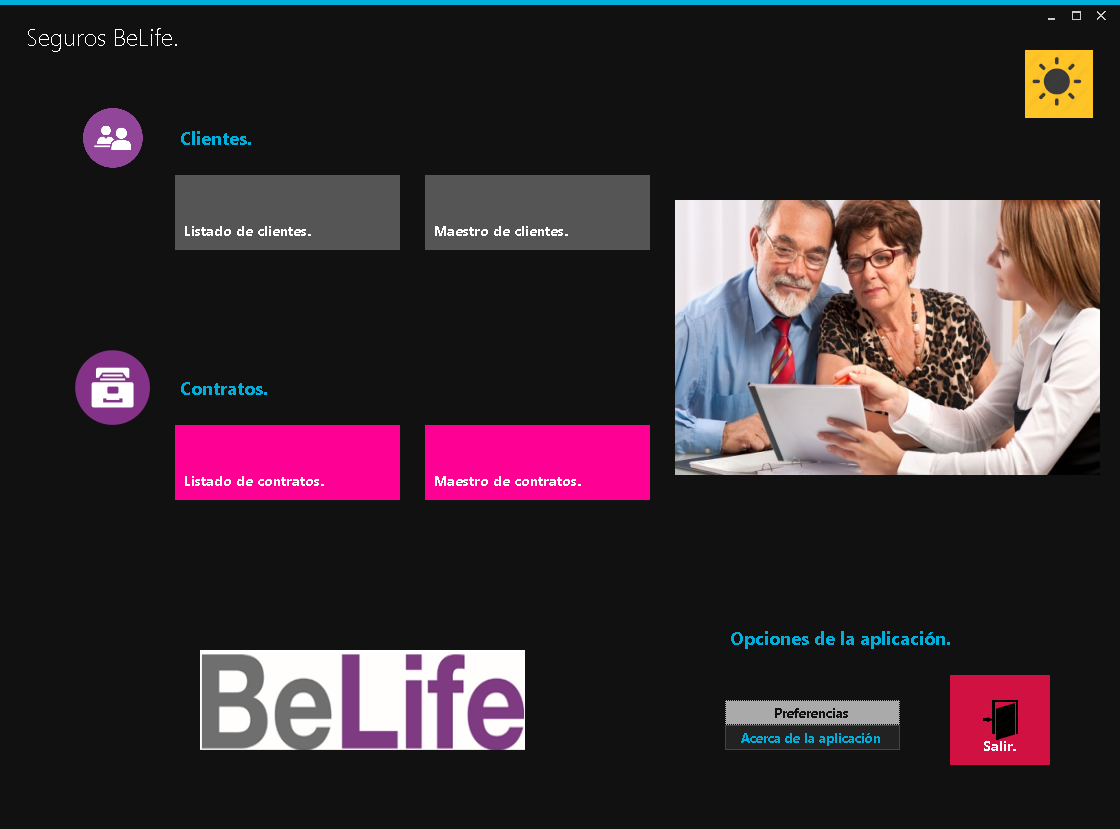 Seguros BeLife.
Clientes.
Listado de clientes.
Maestro de clientes.
Contratos.
Listado de contratos.
Maestro de contratos.
BeLife
Opciones de la aplicación.
Preferencias
Acerca de la aplicación
Salir.